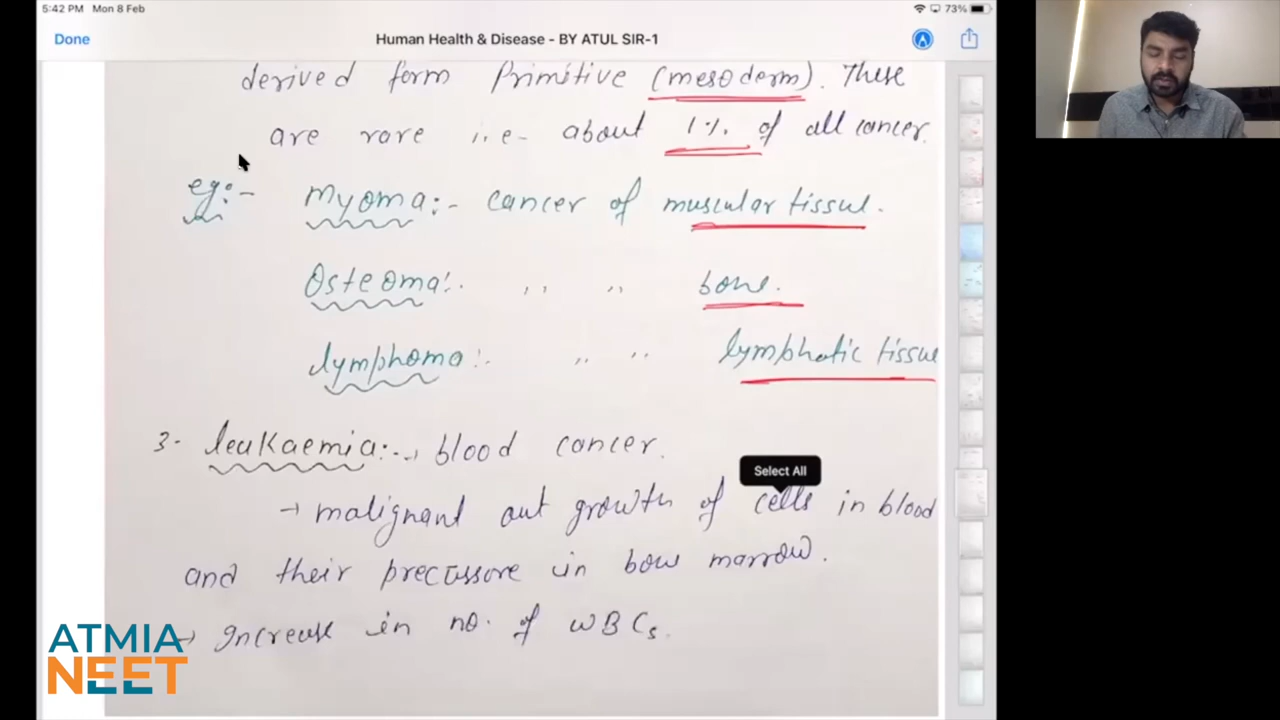 5:42 PM Mon 8 Feb
73%
Done
Human Health & Disease - BY ATUL SIR-1
derived form Primitive (mesoderm). These
are rare i.e- about 1% of all cancer.
eg:- Myoma:- cancer of muscular tissue.
Osteoma:- ,, ,, bone.
lymphoma:- ,, ,, lymphatic tissue
3- leukaemia:-→ blood cancer.
Select All
→ malignant out growth of cells in blood
and their precussore in bow marrow.
→ Increase in no. of WBCs.
ATMIA
NEET